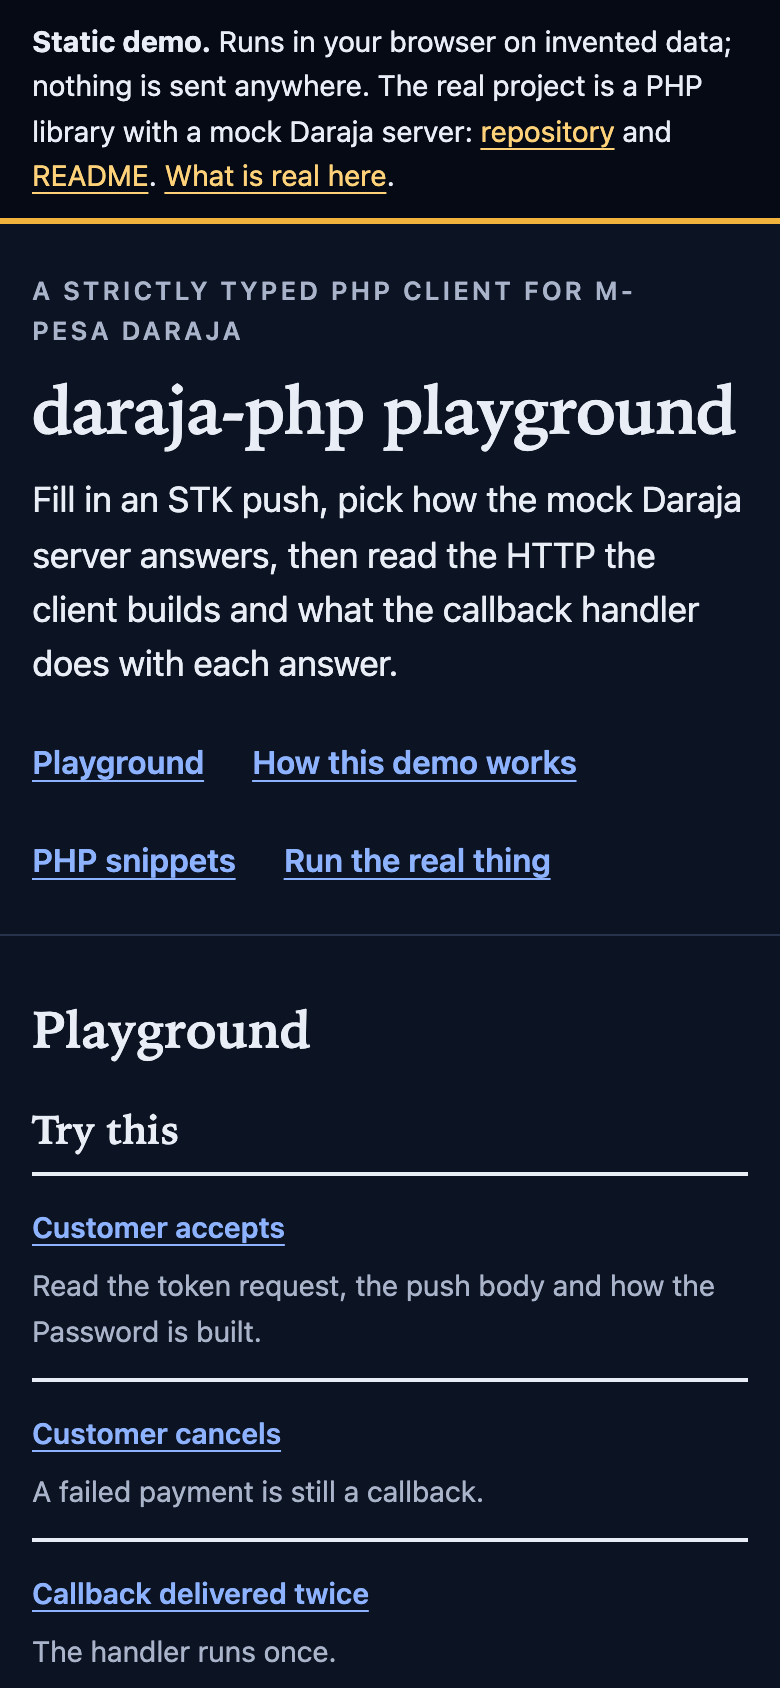 Static demo. Runs in your browser on invented data;
nothing is sent anywhere. The real project is a PHP
library with a mock Daraja server: repository and
README. What is real here.
A STRICTLY TYPED PHP CLIENT FOR M-
PESA DARAJA
daraja-php playground
Fill in an STK push, pick how the mock Daraja
server answers, then read the HTTP the
client builds and what the callback handler
does with each answer.
Playground How this demo works
PHP snippets Run the real thing
Playground
Try this
Customer accepts
Read the token request, the push body and how the
Password is built.
Customer cancels
A failed payment is still a callback.
Callback delivered twice
The handler runs once.